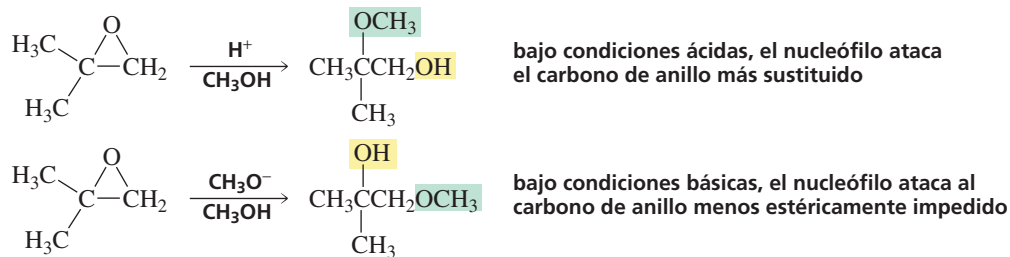 O
H₃C
C—CH₂
H₃C
H⁺
CH₃OH
OCH₃
CH₃CCH₂OH
CH₃
bajo condiciones ácidas, el nucleófilo ataca
el carbono de anillo más sustituido
O
H₃C
C—CH₂
H₃C
CH₃O⁻
CH₃OH
OH
CH₃CCH₂OCH₃
CH₃
bajo condiciones básicas, el nucleófilo ataca al
carbono de anillo menos estéricamente impedido